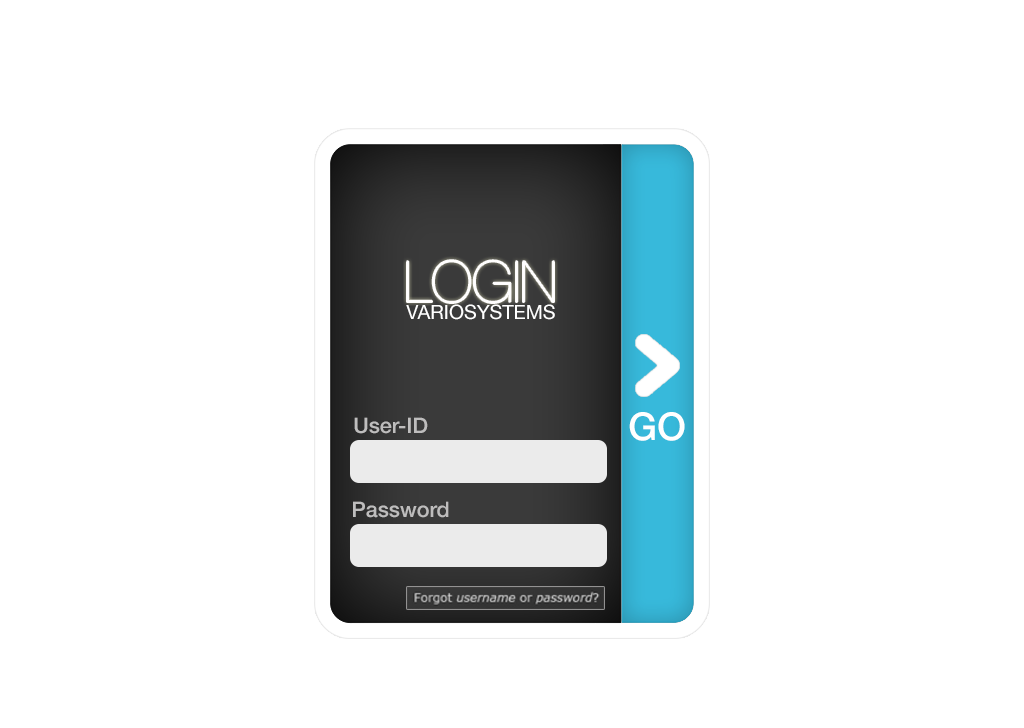 LOGIN
VARIOSYSTEMS
User-ID
Password
Forgot username or password?
GO